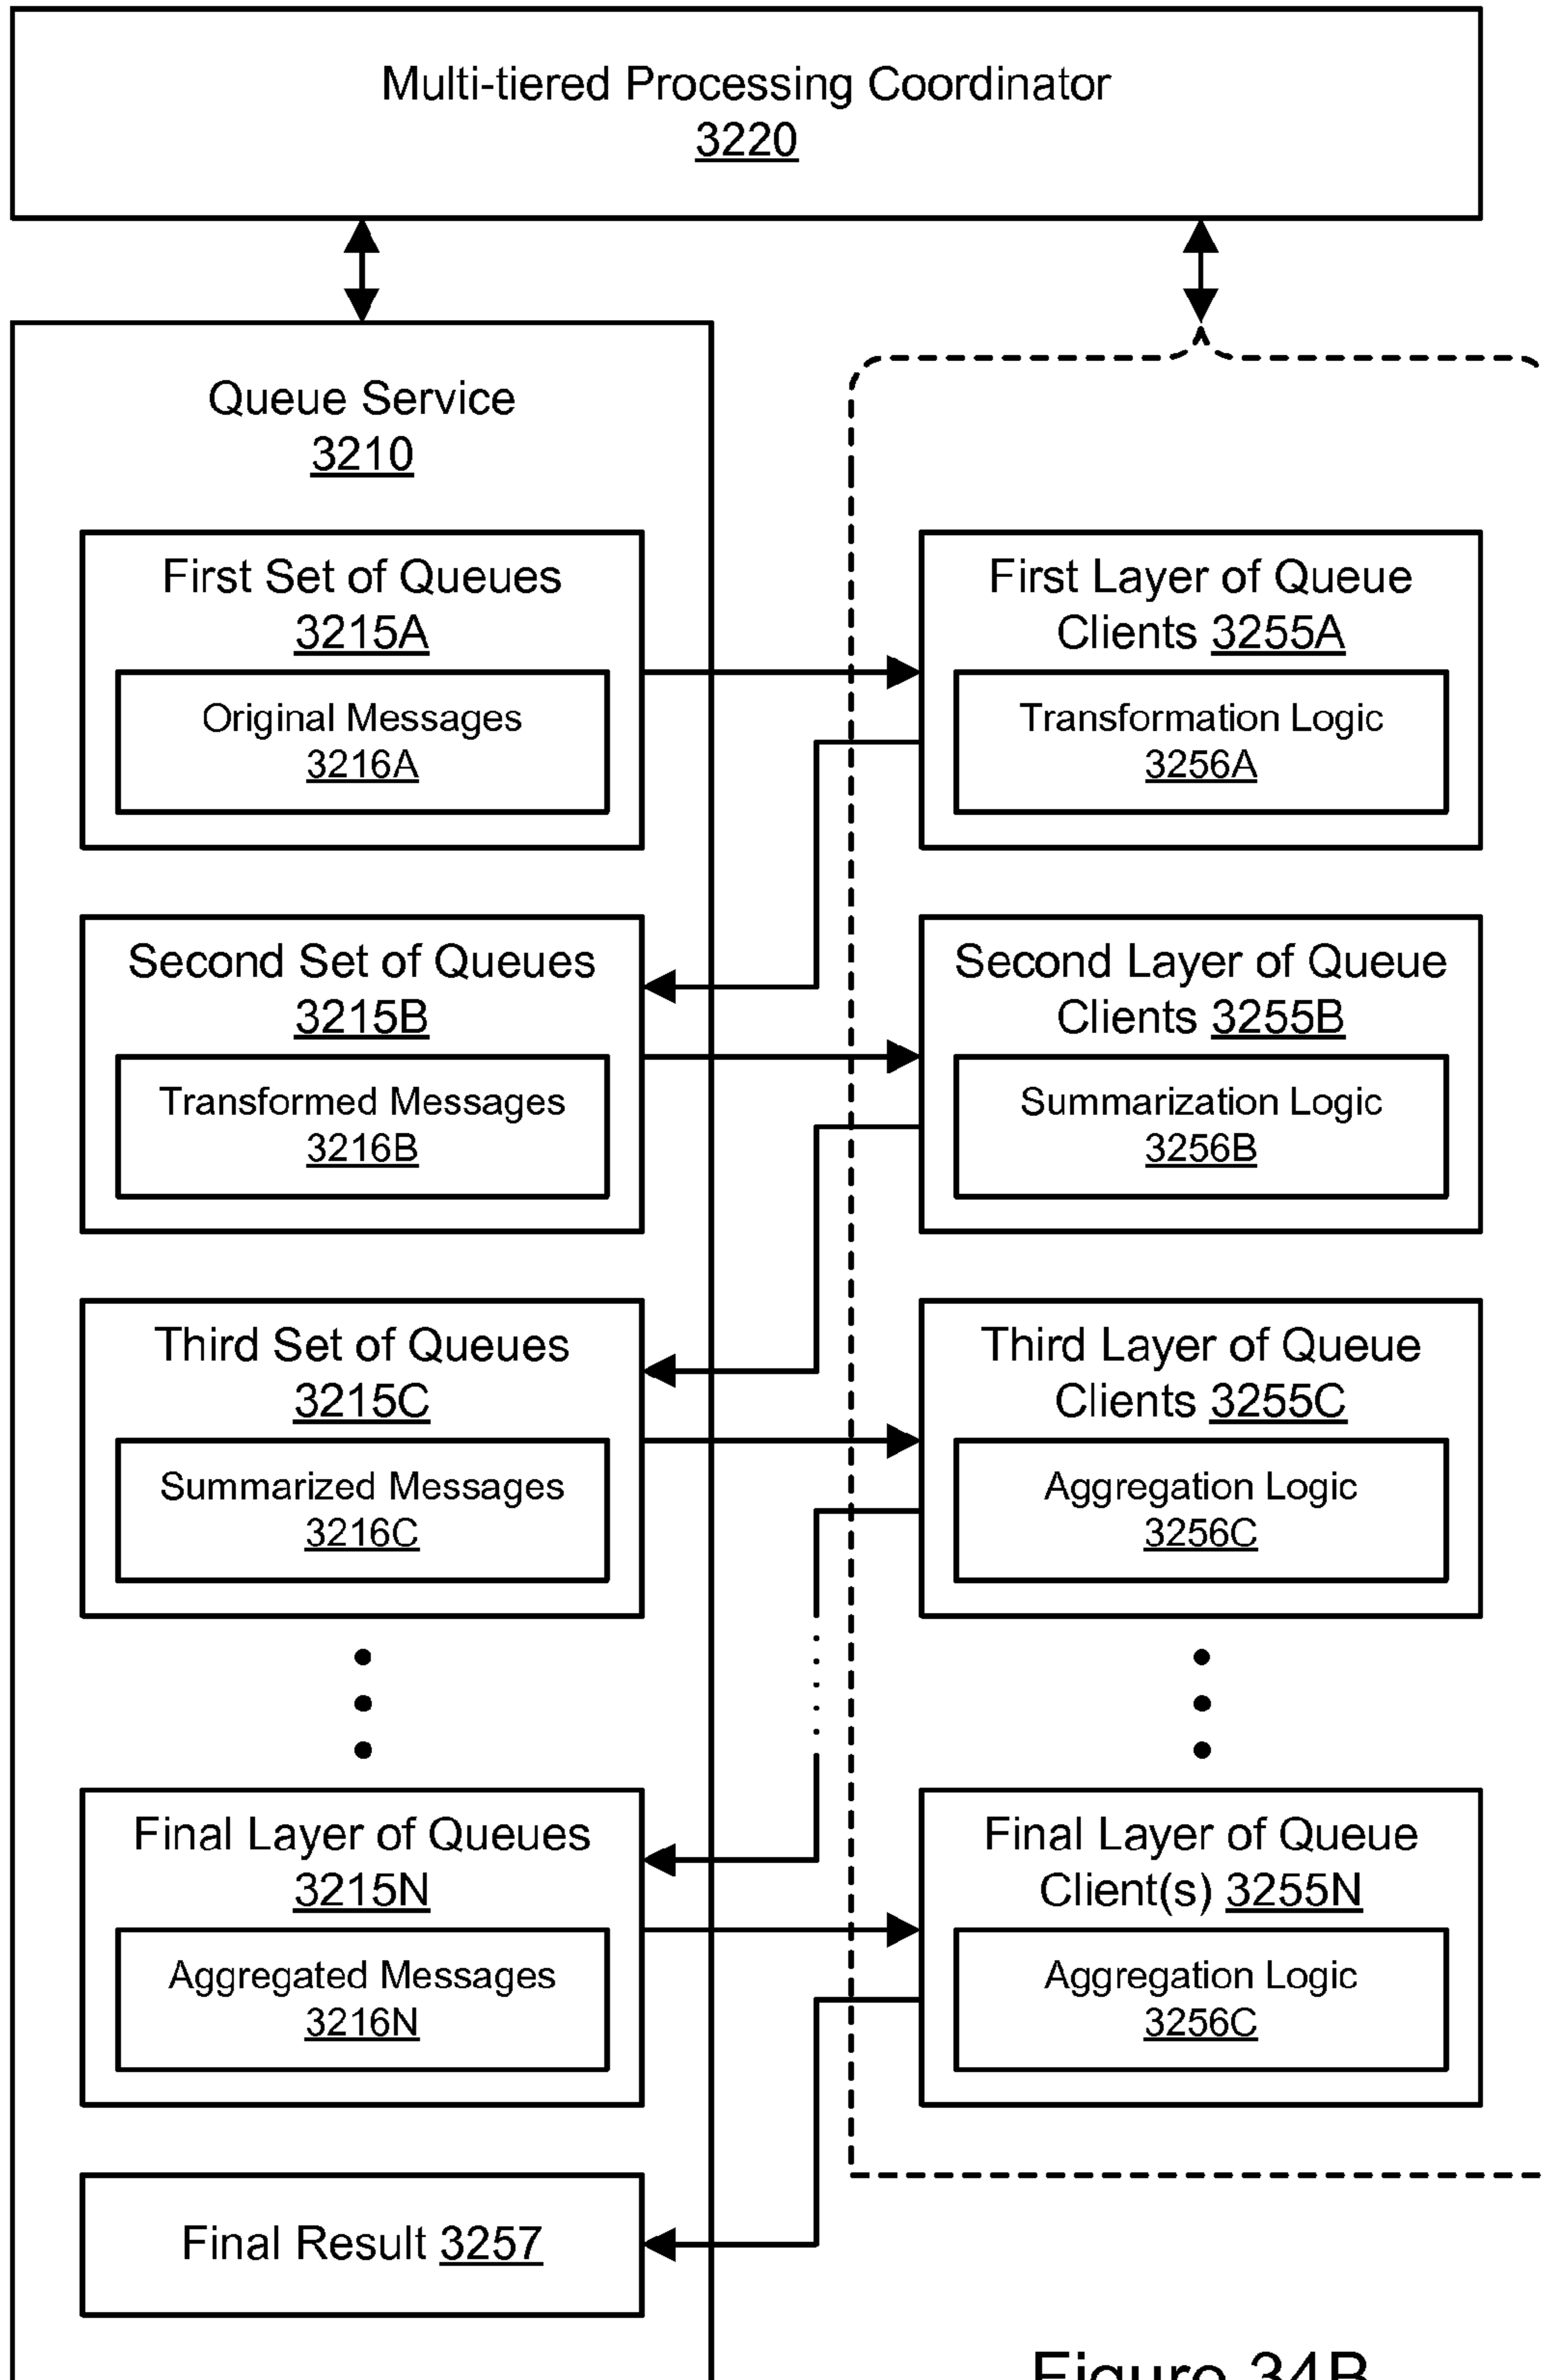 Multi-tiered Processing Coordinator
3220
Queue Service
3210
First Set of Queues
3215A
Original Messages
3216A
First Layer of Queue
Clients 3255A
Transformation Logic
3256A
Second Set of Queues
3215B
Transformed Messages
3216B
Second Layer of Queue
Clients 3255B
Summarization Logic
3256B
Third Set of Queues
3215C
Summarized Messages
3216C
Third Layer of Queue
Clients 3255C
Aggregation Logic
3256C
Final Layer of Queues
3215N
Aggregated Messages
3216N
Final Layer of Queue
Client(s) 3255N
Aggregation Logic
3256C
Final Result 3257
Figure 34B